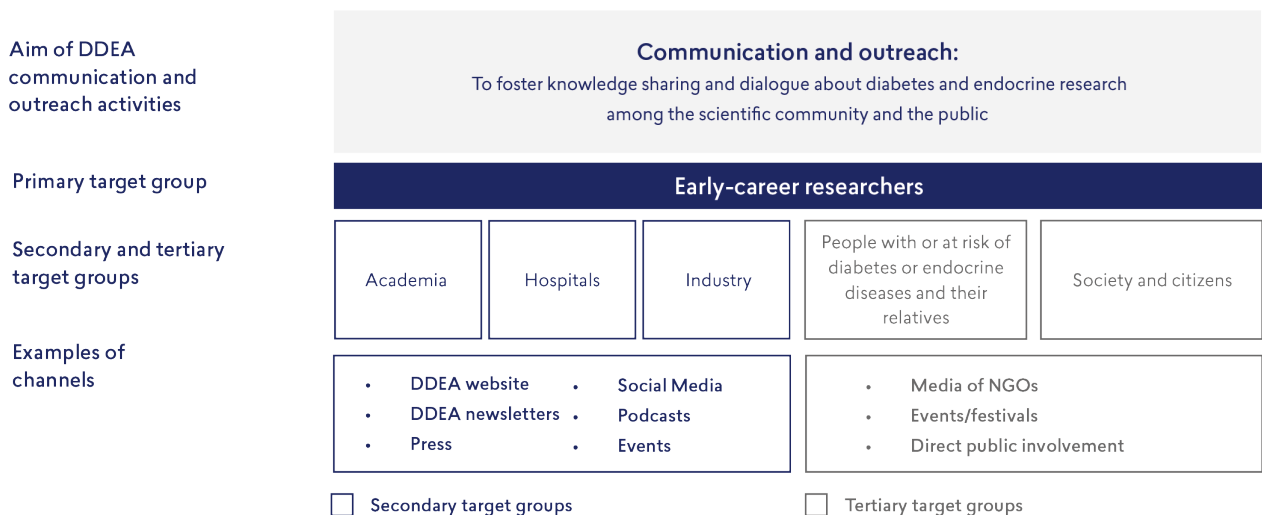 Aim of DDEA
communication and
outreach activities
Communication and outreach:
To foster knowledge sharing and dialogue about diabetes and endocrine research
among the scientific community and the public
Primary target group
Early-career researchers
Secondary and tertiary
target groups
Academia
Hospitals
Industry
People with or at risk of
diabetes or endocrine
diseases and their
relatives
Society and citizens
Examples of
channels
• DDEA website
• DDEA newsletters
• Press
• Social Media
• Podcasts
• Events
• Media of NGOs
• Events/festivals
• Direct public involvement
Secondary target groups
Tertiary target groups